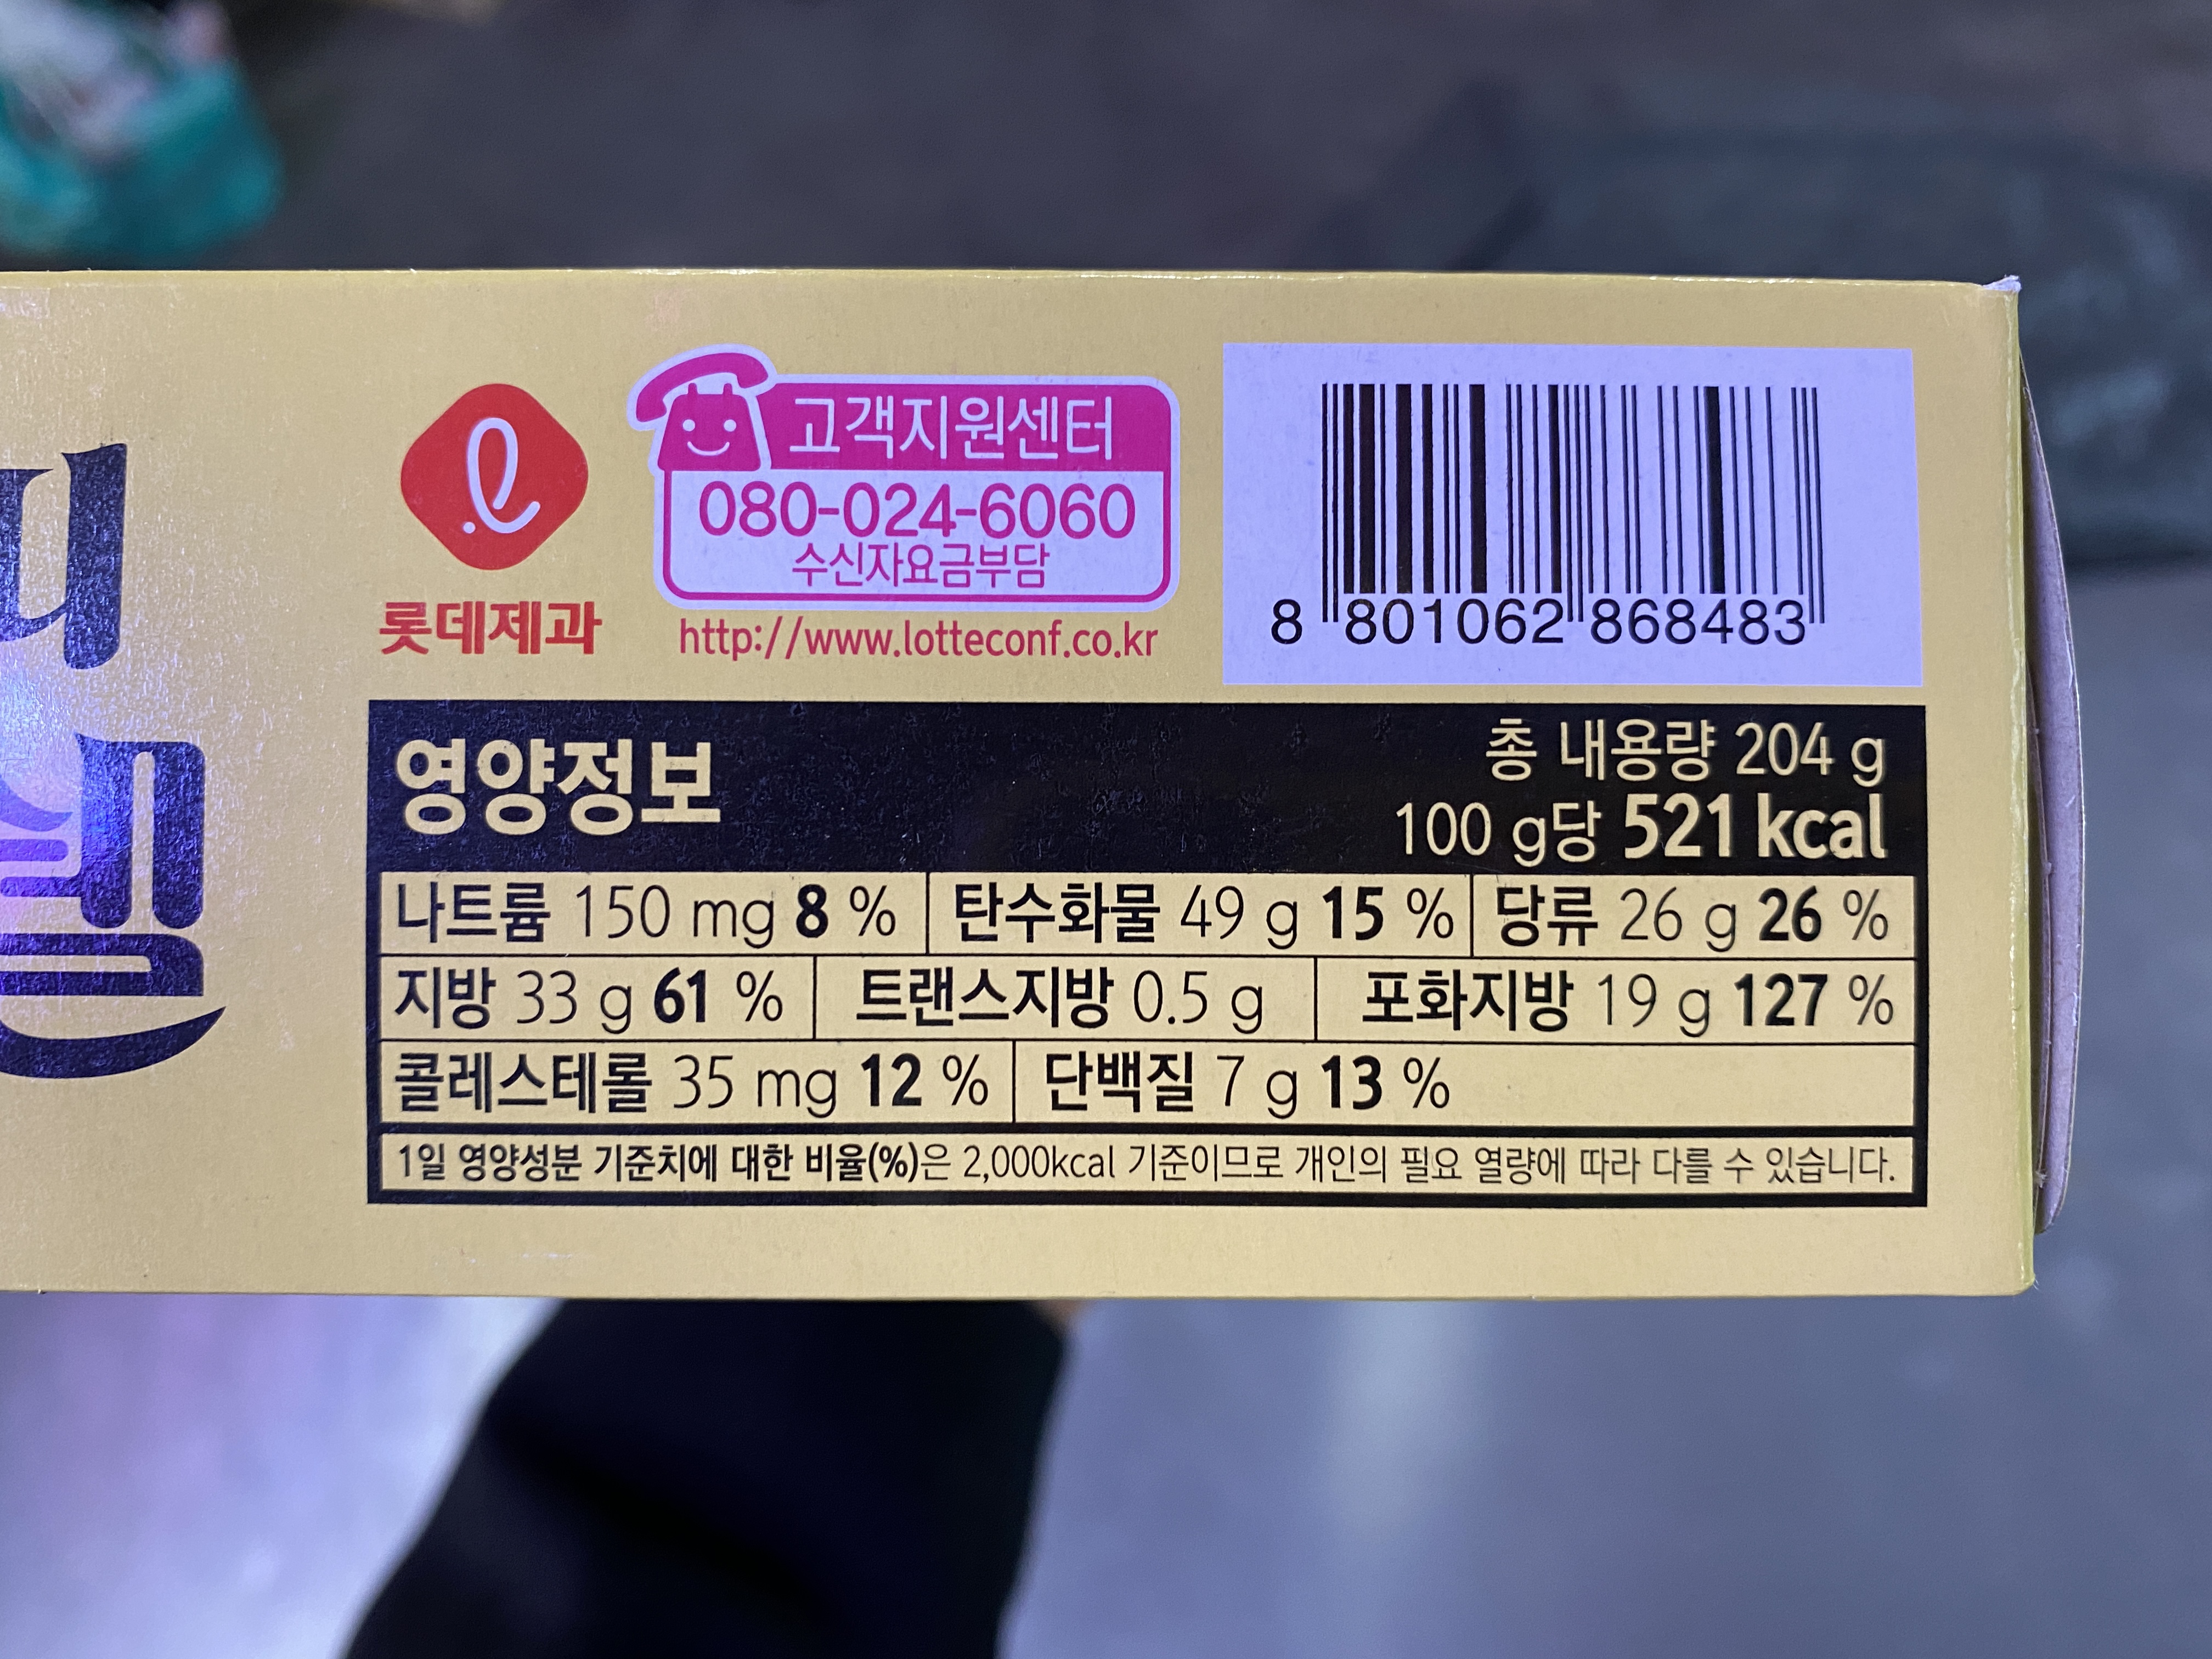 롯데제과
고객지원센터
080-024-6060
수신자요금부담
http://www.lotteconf.co.kr
8 801062 868483
영양정보
총 내용량 204 g
100 g당 521 kcal
나트륨 150 mg 8 % 탄수화물 49 g 15 % 당류 26 g 26 %
지방 33 g 61 % 트랜스지방 0.5 g 포화지방 19 g 127 %
콜레스테롤 35 mg 12 % 단백질 7 g 13 %
1일 영양성분 기준치에 대한 비율(%)은 2,000kcal 기준이므로 개인의 필요 열량에 따라 다를 수 있습니다.